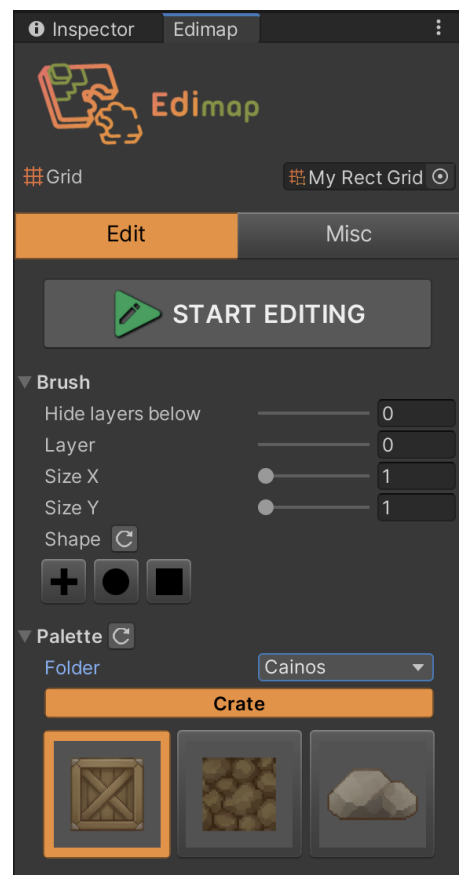 Inspector Edimap
Edimap
Grid My Rect Grid
Edit Misc
START EDITING
Brush
Hide layers below 0
Layer 0
Size X 1
Size Y 1
Shape
Palette
Folder Cainos
Crate